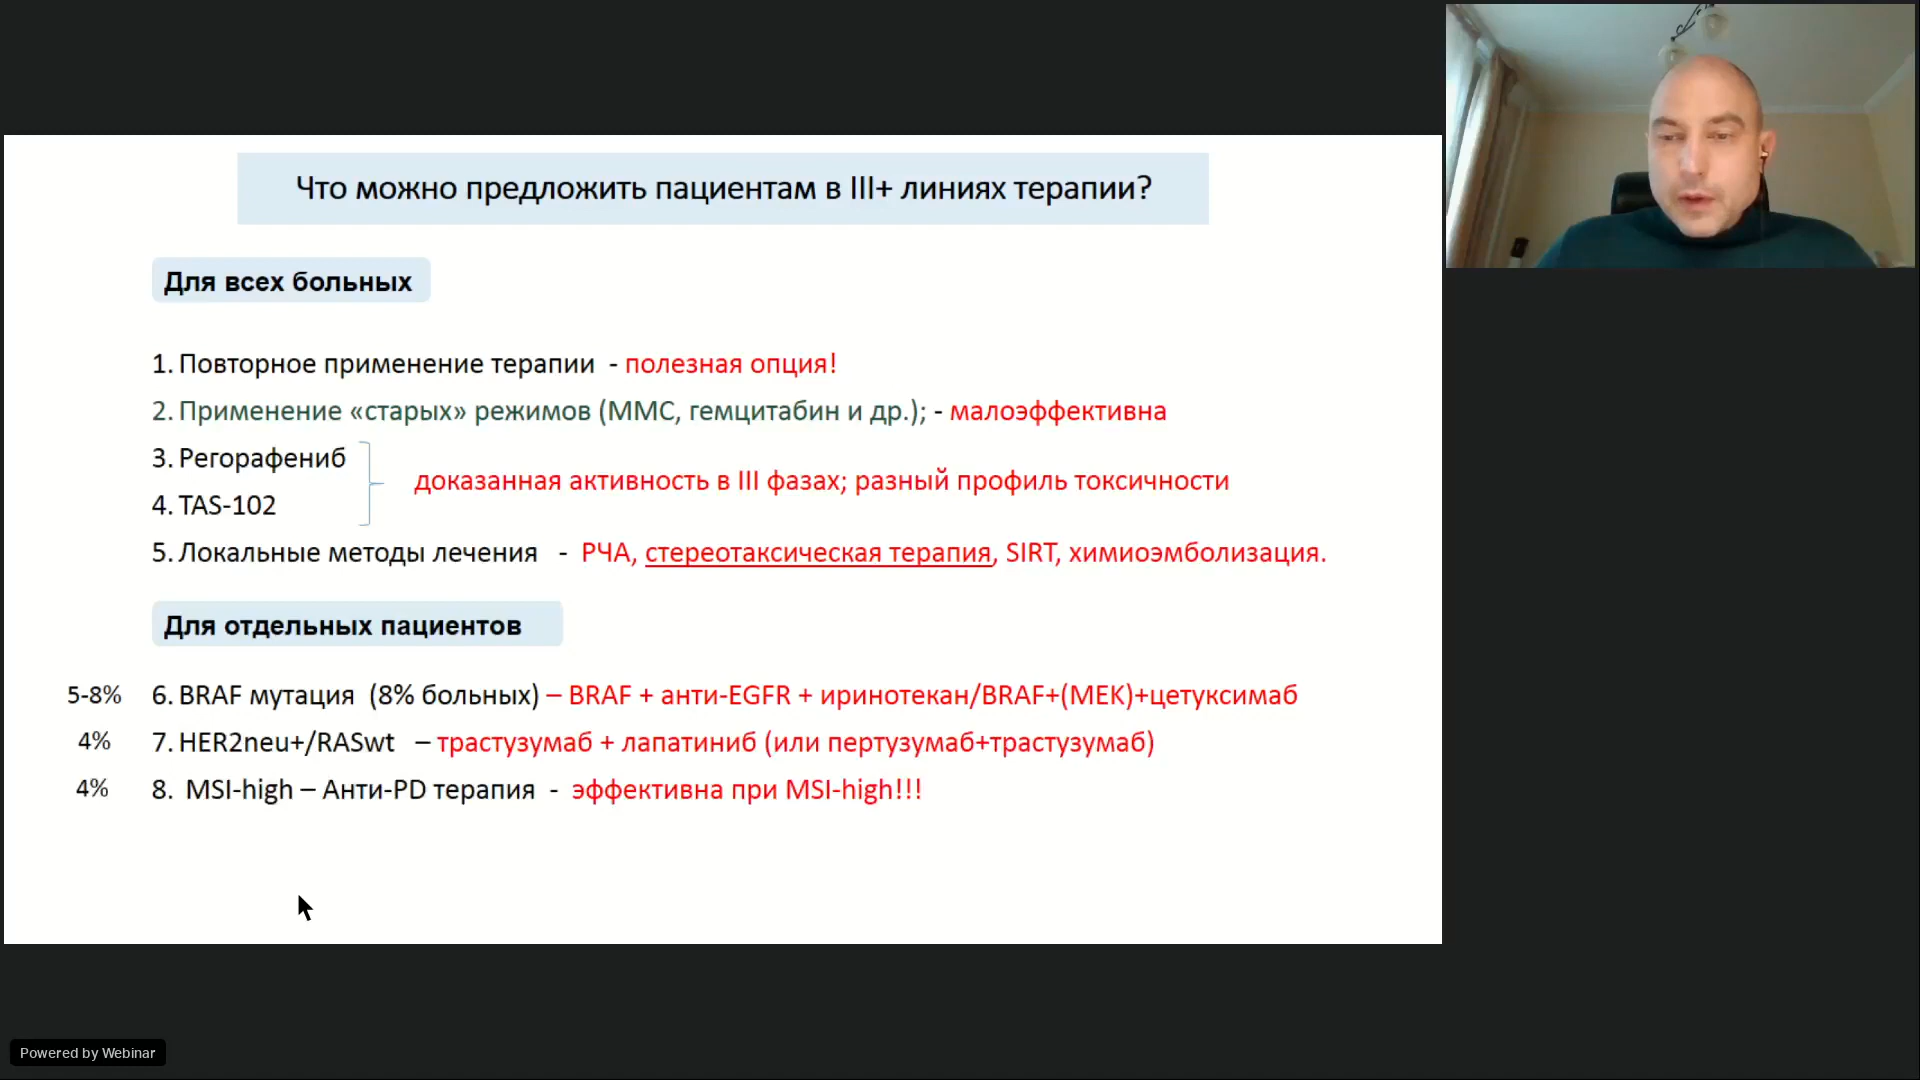 Что можно предложить пациентам в III+ линиях терапии?
Для всех больных
1. Повторное применение терапии - полезная опция!
2. Применение «старых» режимов (ММС, гемцитабин и др.); - малоэффективна
3. Регорафениб
4. TAS-102
доказанная активность в III фазах; разный профиль токсичности
5. Локальные методы лечения - РЧА, стереотаксическая терапия, SIRT, химиоэмболизация.
Для отдельных пациентов
5-8% 6. BRAF мутация (8% больных) – BRAF + анти-EGFR + иринотекан/BRAF+(MEK)+цетуксимаб
4% 7. HER2neu+/RASwt – трастузумаб + лапатиниб (или пертузумаб+трастузумаб)
4% 8. MSI-high – Анти-PD терапия - эффективна при MSI-high!!!
Powered by Webinar